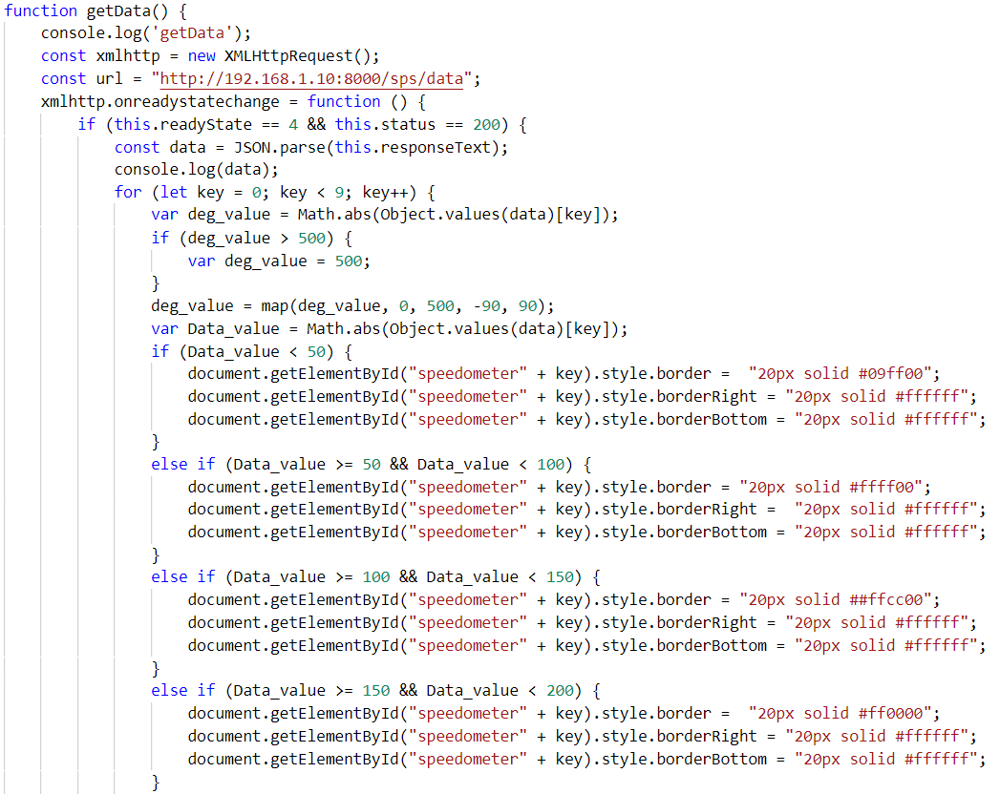 function getData() {
    console.log('getData');
    const xmlhttp = new XMLHttpRequest();
    const url = "http://192.168.1.10:8000/sps/data";
    xmlhttp.onreadystatechange = function () {
        if (this.readyState == 4 && this.status == 200) {
            const data = JSON.parse(this.responseText);
            console.log(data);
            for (let key = 0; key < 9; key++) {
                var deg_value = Math.abs(Object.values(data)[key]);
                if (deg_value > 500) {
                    var deg_value = 500;
                }
                deg_value = map(deg_value, 0, 500, -90, 90);
                var Data_value = Math.abs(Object.values(data)[key]);
                if (Data_value < 50) {
                    document.getElementById("speedometer" + key).style.border =  "20px solid #09ff00";
                    document.getElementById("speedometer" + key).style.borderRight = "20px solid #ffffff";
                    document.getElementById("speedometer" + key).style.borderBottom = "20px solid #ffffff";
                }
                else if (Data_value >= 50 && Data_value < 100) {
                    document.getElementById("speedometer" + key).style.border = "20px solid #ffff00";
                    document.getElementById("speedometer" + key).style.borderRight =  "20px solid #ffffff";
                    document.getElementById("speedometer" + key).style.borderBottom = "20px solid #ffffff";
                }
                else if (Data_value >= 100 && Data_value < 150) {
                    document.getElementById("speedometer" + key).style.border = "20px solid ##ffcc00";
                    document.getElementById("speedometer" + key).style.borderRight = "20px solid #ffffff";
                    document.getElementById("speedometer" + key).style.borderBottom = "20px solid #ffffff";
                }
                else if (Data_value >= 150 && Data_value < 200) {
                    document.getElementById("speedometer" + key).style.border =  "20px solid #ff0000";
                    document.getElementById("speedometer" + key).style.borderRight = "20px solid #ffffff";
                    document.getElementById("speedometer" + key).style.borderBottom = "20px solid #ffffff";
                }